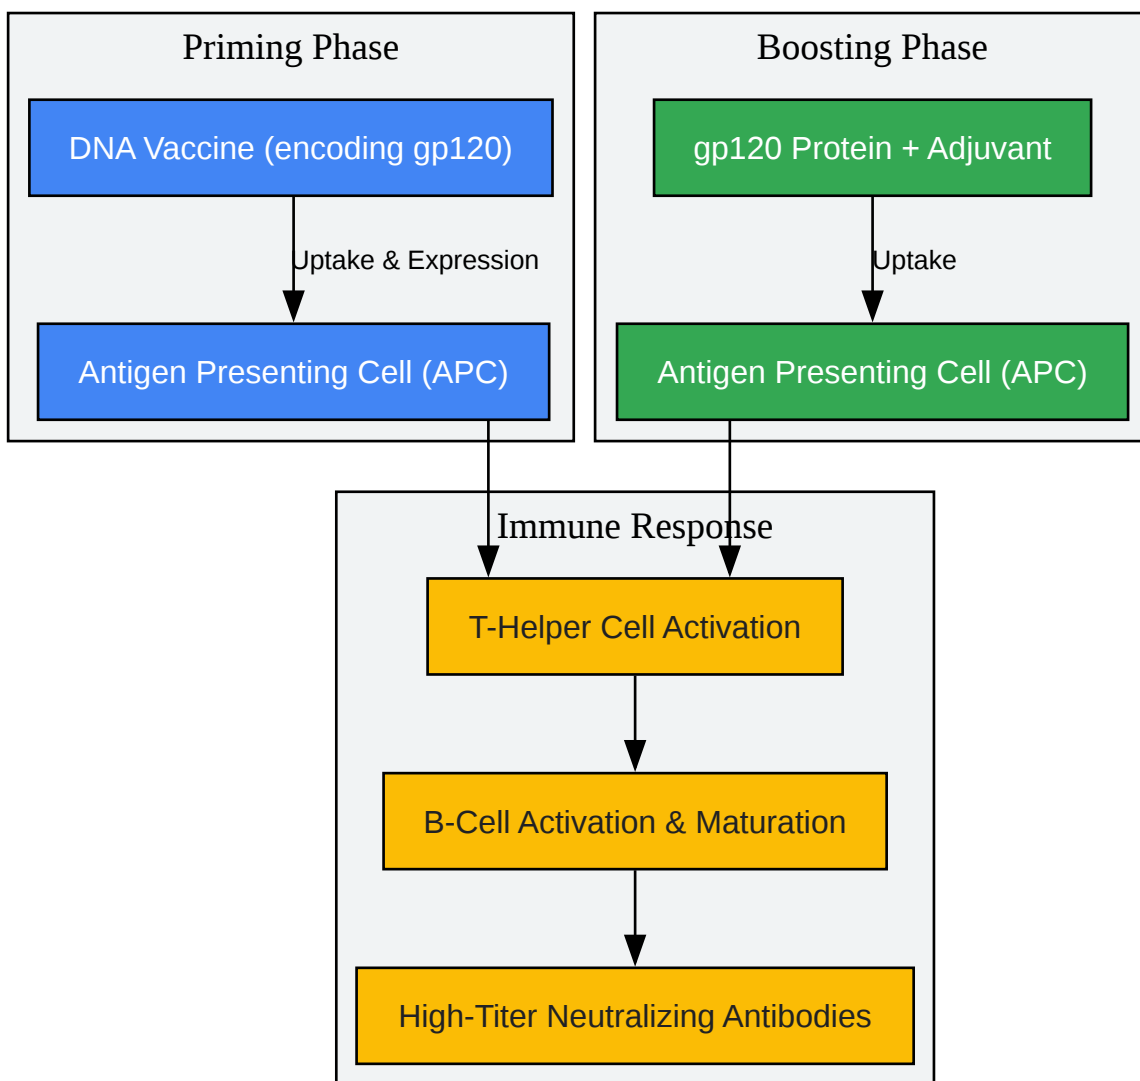 Priming Phase
DNA Vaccine (encoding gp120)
Uptake & Expression
Antigen Presenting Cell (APC)
Boosting Phase
gp120 Protein + Adjuvant
Uptake
Antigen Presenting Cell (APC)
Immune Response
T-Helper Cell Activation
B-Cell Activation & Maturation
High-Titer Neutralizing Antibodies